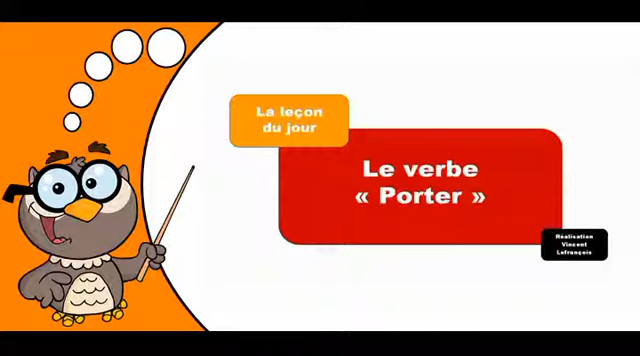 La leçon
du jour
Le verbe
« Porter »
Réalisation
Vincent
Lefrançois